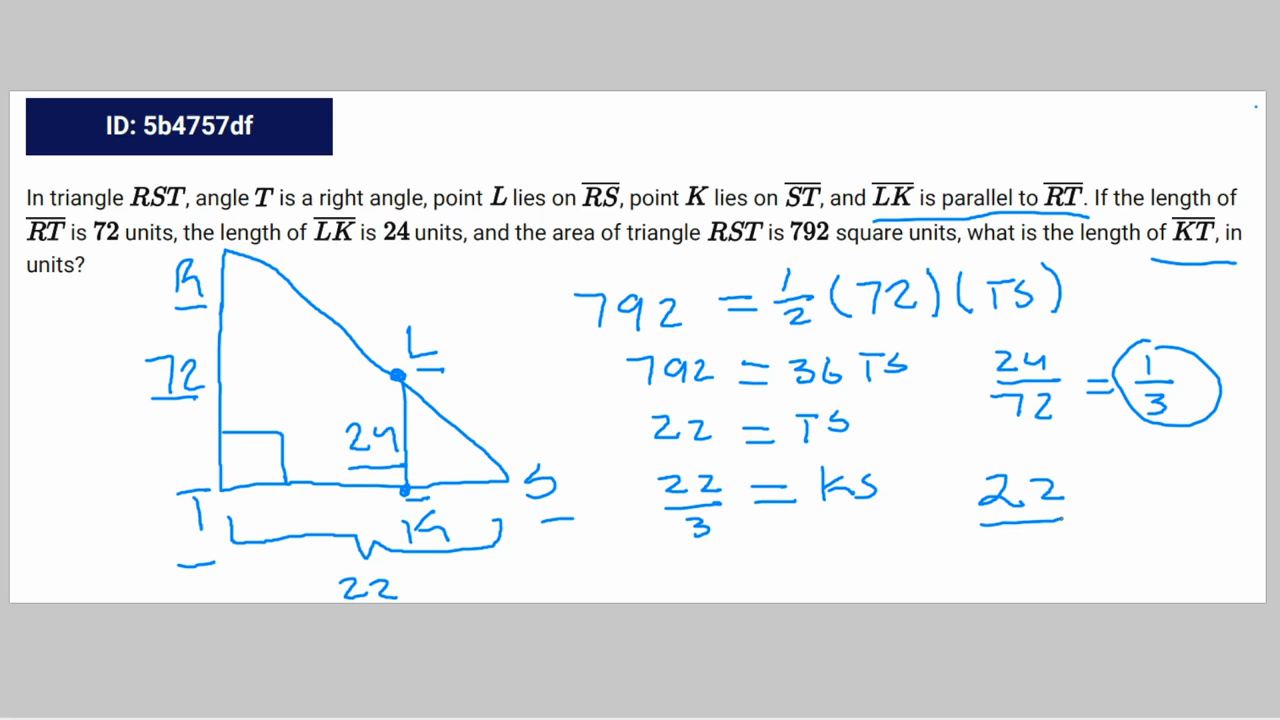 ID: 5b4757df
In triangle RST, angle T is a right angle, point L lies on RS, point K lies on ST, and LK is parallel to RT. If the length of
RT is 72 units, the length of LK is 24 units, and the area of triangle RST is 792 square units, what is the length of KT, in
units?
R
72
L
24
T
K
S
22
792 = 1/2 (72)(TS)
792 = 36 TS
22 = TS
22/3 = KS
24/72 = 1/3
22